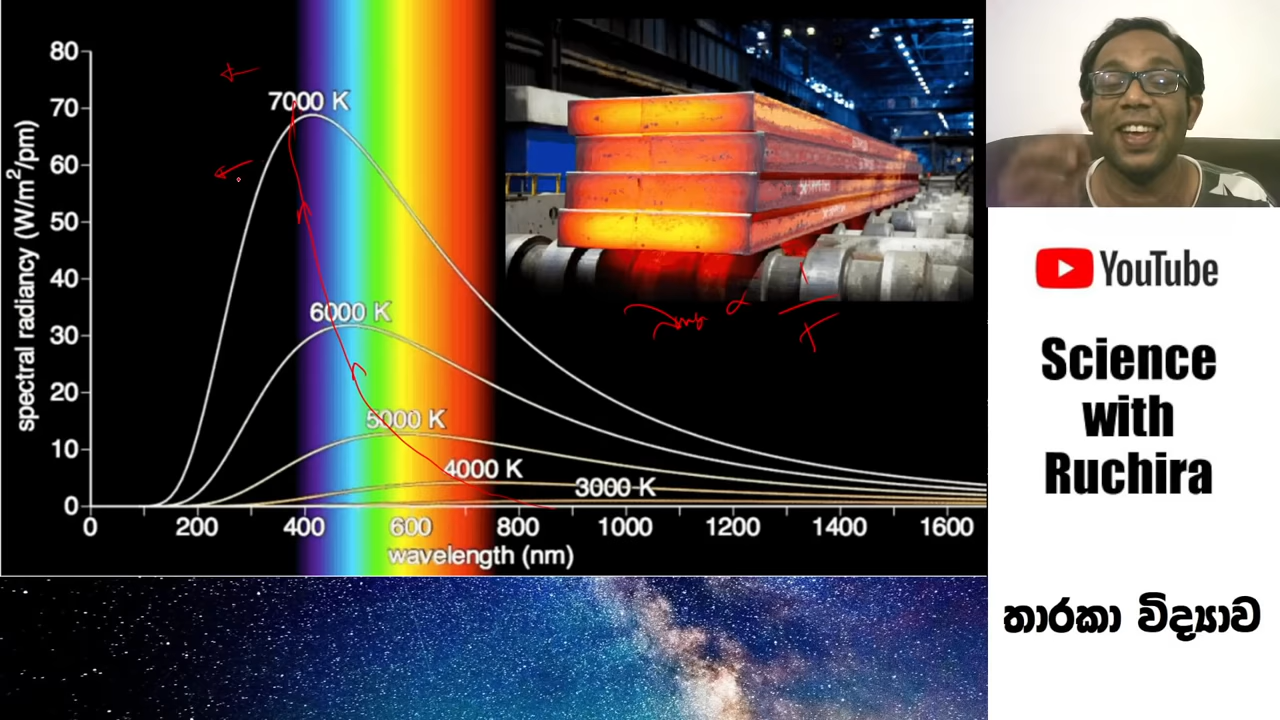 80
70
60
50
40
30
20
10
0
spectral radiancy (W/m²/pm)
7000 K
6000 K
5000 K
4000 K
3000 K
0 200 400 600 800 1000 1200 1400 1600
wavelength (nm)
YouTube
Science
with
Ruchira
තාරකා විද්‍යාව